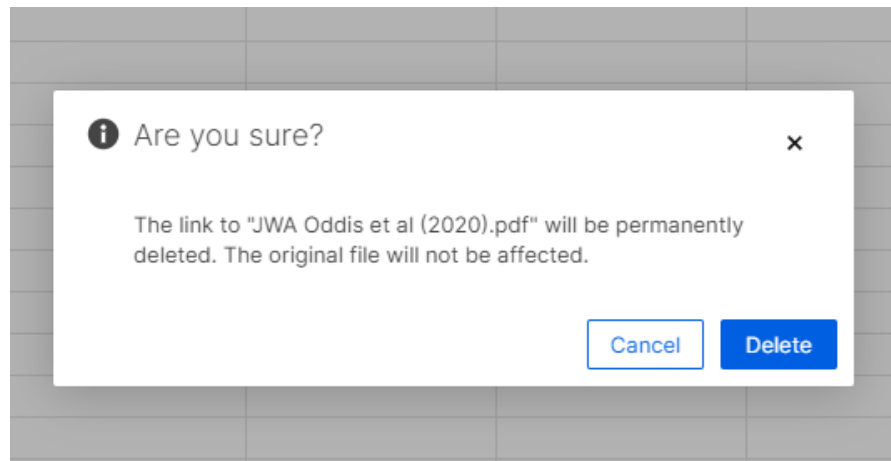 Are you sure?
The link to "JWA Oddis et al (2020).pdf" will be permanently
deleted. The original file will not be affected.
Cancel
Delete